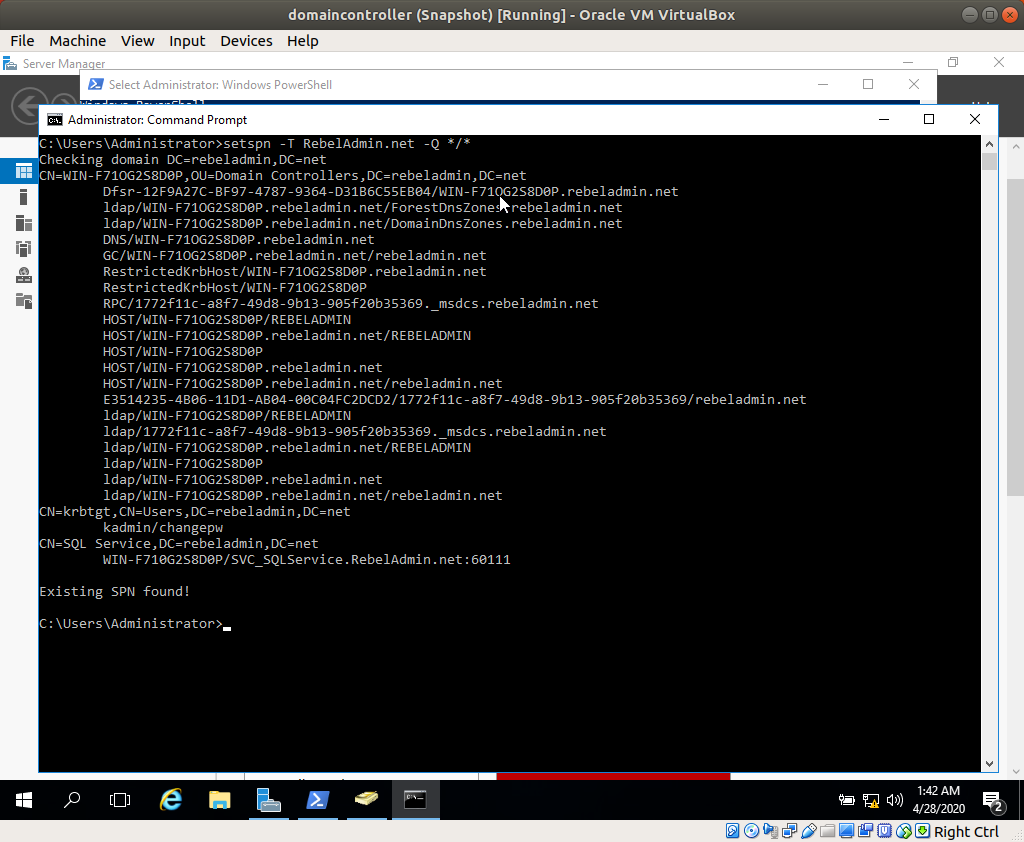 domaincontroller (Snapshot) [Running] - Oracle VM VirtualBox
File Machine View Input Devices Help
Server Manager
Select Administrator: Windows PowerShell
Windows PowerShell
Administrator: Command Prompt
C:\Users\Administrator>setspn -T RebelAdmin.net -Q */*
Checking domain DC=rebeladmin,DC=net
CN=WIN-F71OG2S8D0P,OU=Domain Controllers,DC=rebeladmin,DC=net
Dfsr-12F9A27C-BF97-4787-9364-D31B6C55EB04/WIN-F71OG2S8D0P.rebeladmin.net
ldap/WIN-F71OG2S8D0P.rebeladmin.net/ForestDnsZones.rebeladmin.net
ldap/WIN-F71OG2S8D0P.rebeladmin.net/DomainDnsZones.rebeladmin.net
DNS/WIN-F71OG2S8D0P.rebeladmin.net
GC/WIN-F71OG2S8D0P.rebeladmin.net/rebeladmin.net
RestrictedKrbHost/WIN-F71OG2S8D0P.rebeladmin.net
RestrictedKrbHost/WIN-F71OG2S8D0P
RPC/1772f11c-a8f7-49d8-9b13-905f20b35369._msdcs.rebeladmin.net
HOST/WIN-F71OG2S8D0P/REBELADMIN
HOST/WIN-F71OG2S8D0P.rebeladmin.net/REBELADMIN
HOST/WIN-F71OG2S8D0P
HOST/WIN-F71OG2S8D0P.rebeladmin.net
HOST/WIN-F71OG2S8D0P.rebeladmin.net/rebeladmin.net
E3514235-4B06-11D1-AB04-00C04FC2DCD2/1772f11c-a8f7-49d8-9b13-905f20b35369/rebeladmin.net
ldap/WIN-F71OG2S8D0P/REBELADMIN
ldap/1772f11c-a8f7-49d8-9b13-905f20b35369._msdcs.rebeladmin.net
ldap/WIN-F71OG2S8D0P.rebeladmin.net/REBELADMIN
ldap/WIN-F71OG2S8D0P
ldap/WIN-F71OG2S8D0P.rebeladmin.net
ldap/WIN-F71OG2S8D0P.rebeladmin.net/rebeladmin.net
CN=krbtgt,CN=Users,DC=rebeladmin,DC=net
kadmin/changepw
CN=SQL Service,DC=rebeladmin,DC=net
WIN-F710G2S8D0P/SVC_SQLService.RebelAdmin.net:60111
Existing SPN found!
C:\Users\Administrator>
1:42 AM
4/28/2020
2
Right Ctrl